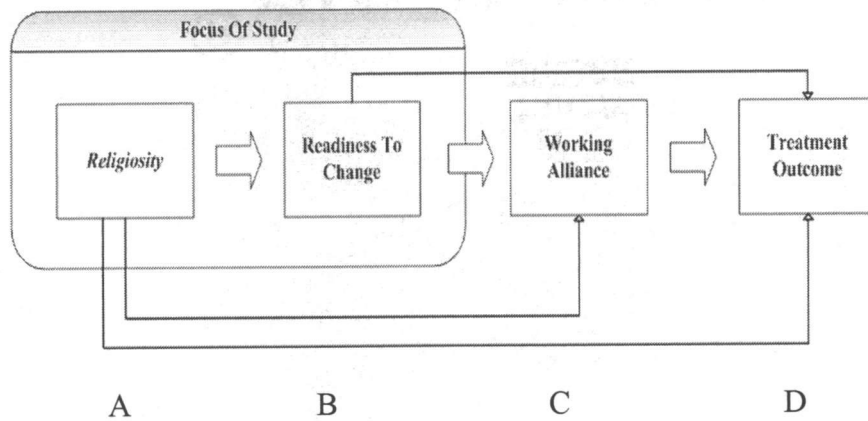 Focus Of Study
Religiosity
Readiness To
Change
Working
Alliance
Treatment
Outcome
A B C D